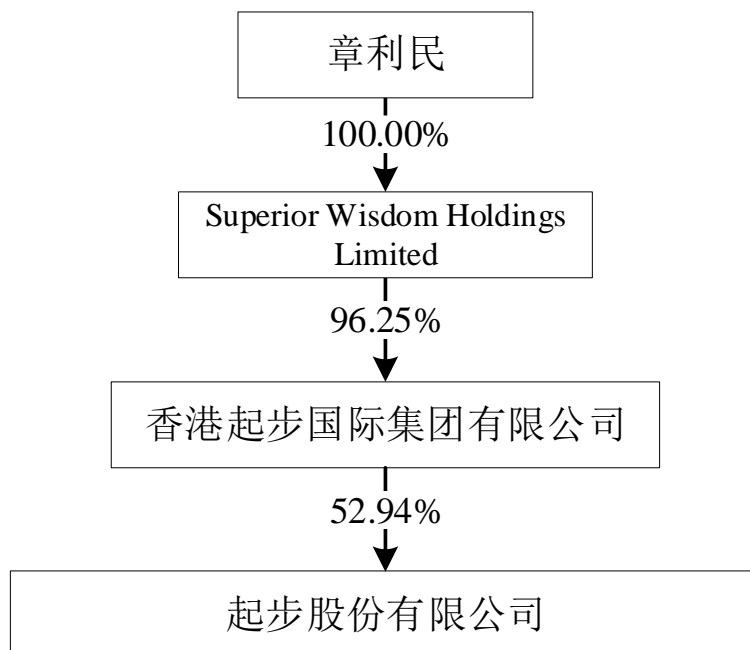 章利民
100.00%
Superior Wisdom Holdings
Limited
96.25%
香港起步国际集团有限公司
52.94%
起步股份有限公司